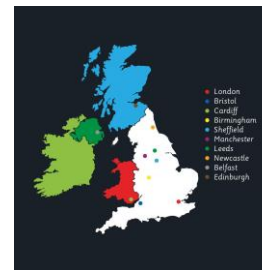 London
Bristol
Cardiff
Birmingham
Sheffield
Manchester
Leeds
Newcastle
Belfast
Edinburgh